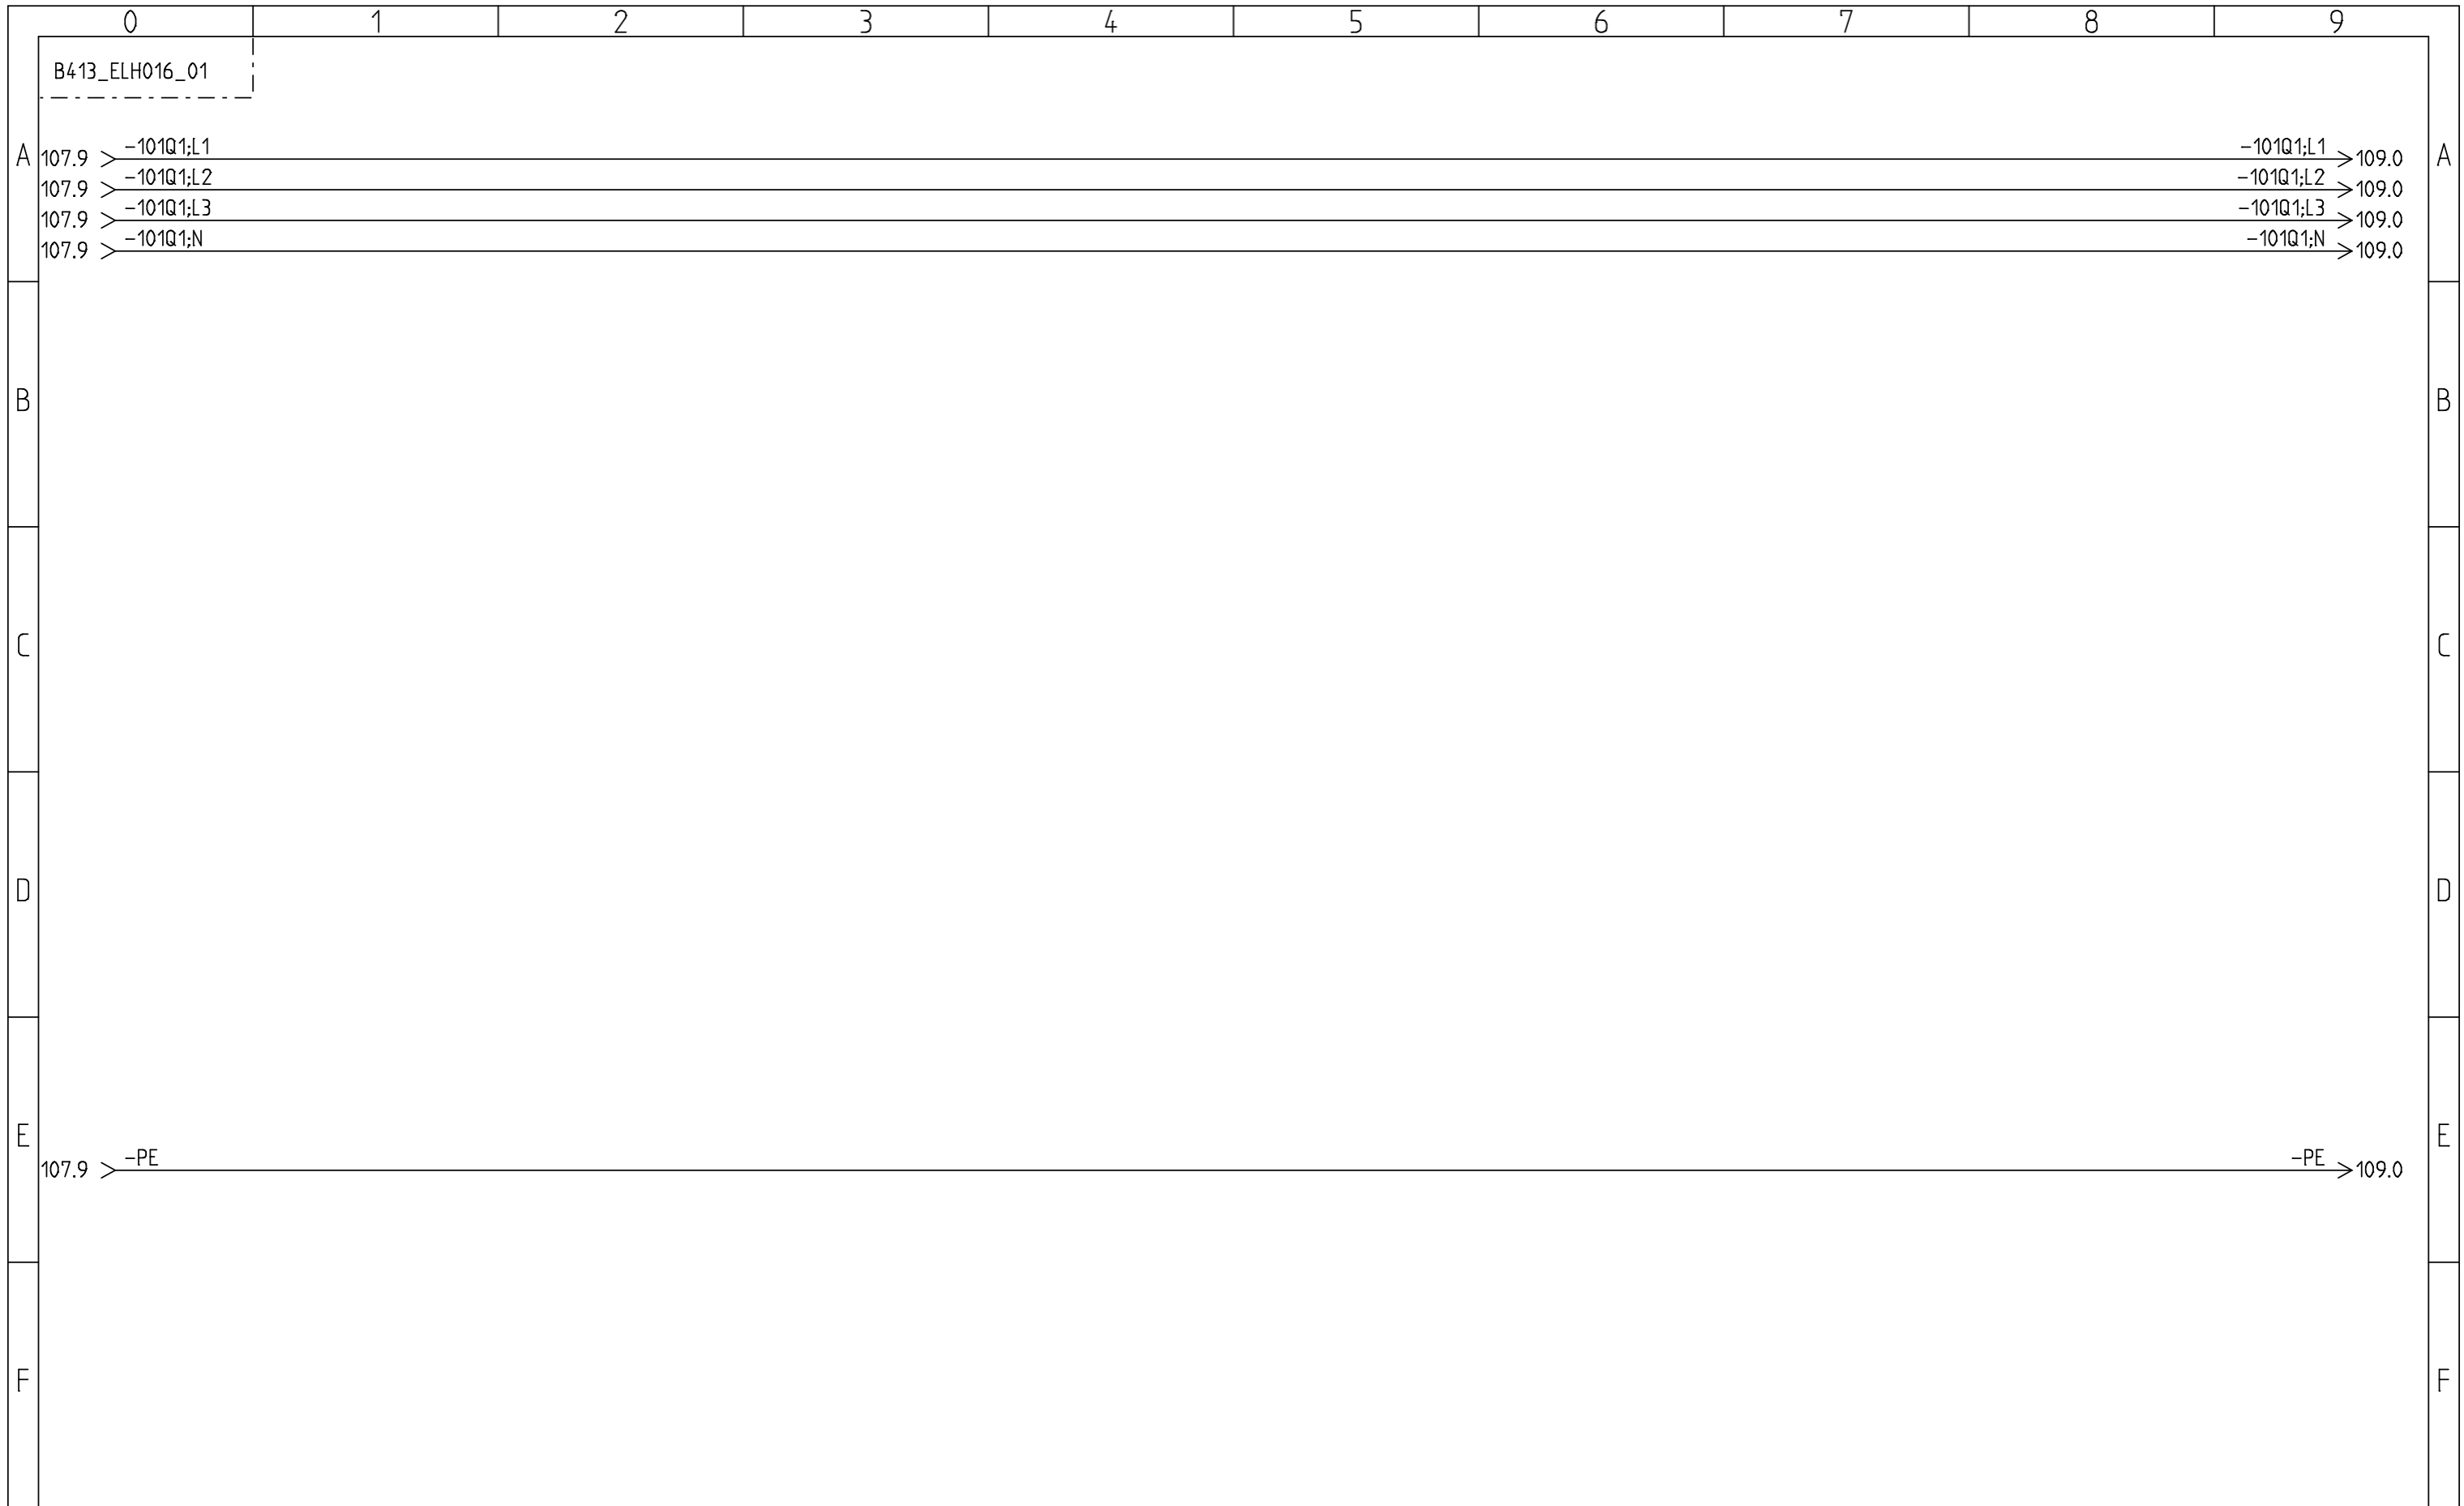 0 1 2 3 4 5 6 7 8 9
B413_ELH016_01
-101Q1;L1 -101Q1;L1
A 107.9 109.0 A
-101Q1;L2 -101Q1;L2
107.9 109.0
-101Q1;L3 -101Q1;L3
107.9 109.0
-101Q1;N -101Q1;N
107.9 109.0
B B
C C
D D
E E
-PE -PE
107.9 109.0
F F